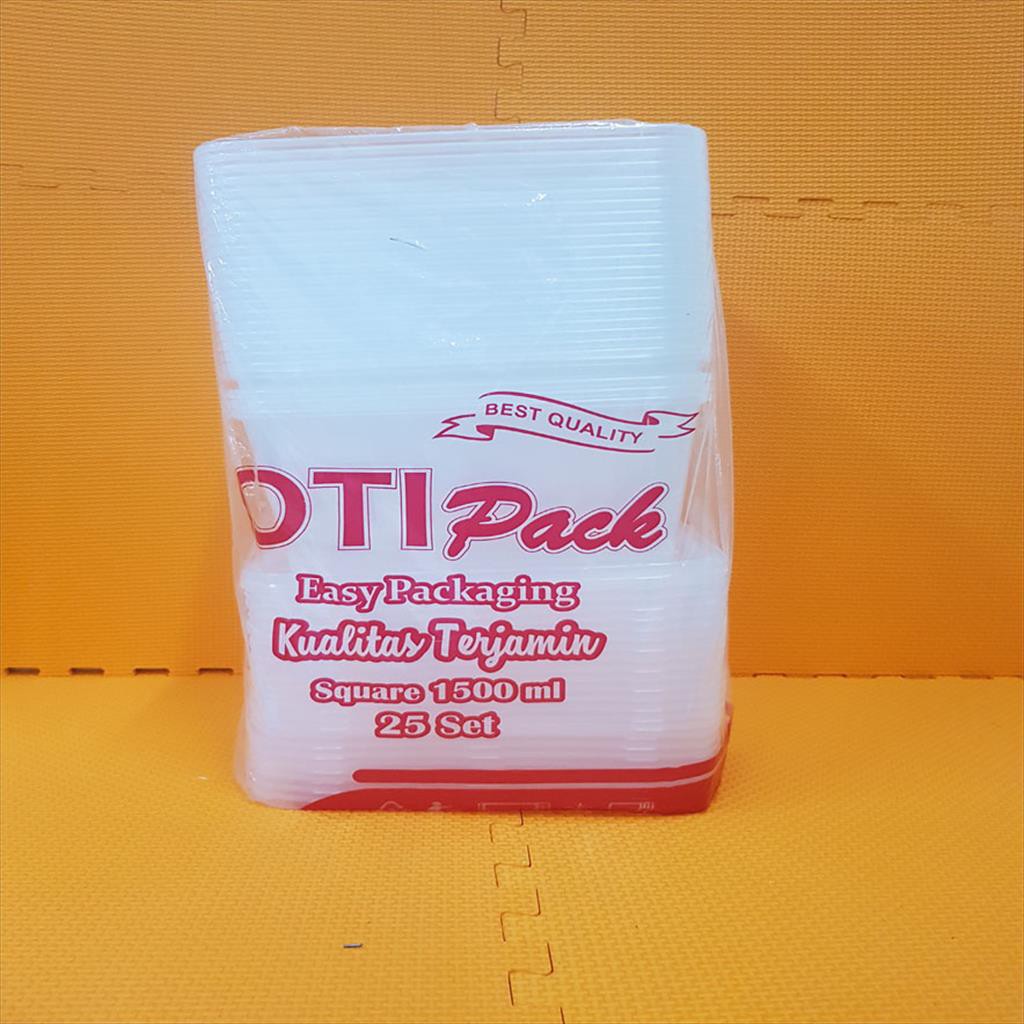 BEST QUALITY
OTI Pack
Easy Packaging
Kualitas Terjamin
Square 1500 ml
25 Set